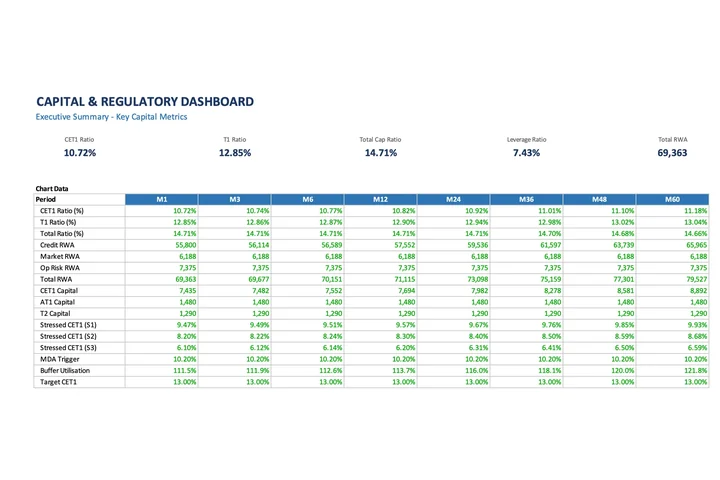 CAPITAL & REGULATORY DASHBOARD
Executive Summary - Key Capital Metrics
CET1 Ratio T1 Ratio Total Cap Ratio Leverage Ratio Total RWA
10.72% 12.85% 14.71% 7.43% 69,363
Chart Data
Period M1 M3 M6 M12 M24 M36 M48 M60
CET1 Ratio (%) 10.72% 10.74% 10.77% 10.82% 10.92% 11.01% 11.10% 11.18%
T1 Ratio (%) 12.85% 12.86% 12.87% 12.90% 12.94% 12.98% 13.02% 13.04%
Total Ratio (%) 14.71% 14.71% 14.71% 14.71% 14.71% 14.70% 14.68% 14.66%
Credit RWA 55,800 56,114 56,589 57,552 59,536 61,597 63,739 65,965
Market RWA 6,188 6,188 6,188 6,188 6,188 6,188 6,188 6,188
Op Risk RWA 7,375 7,375 7,375 7,375 7,375 7,375 7,375 7,375
Total RWA 69,363 69,677 70,151 71,115 73,098 75,159 77,301 79,527
CET1 Capital 7,435 7,482 7,552 7,694 7,982 8,278 8,581 8,892
AT1 Capital 1,480 1,480 1,480 1,480 1,480 1,480 1,480 1,480
T2 Capital 1,290 1,290 1,290 1,290 1,290 1,290 1,290 1,290
Stressed CET1 (S1) 9.47% 9.49% 9.51% 9.57% 9.67% 9.76% 9.85% 9.93%
Stressed CET1 (S2) 8.20% 8.22% 8.24% 8.30% 8.40% 8.50% 8.59% 8.68%
Stressed CET1 (S3) 6.10% 6.12% 6.14% 6.20% 6.31% 6.41% 6.50% 6.59%
MDA Trigger 10.20% 10.20% 10.20% 10.20% 10.20% 10.20% 10.20% 10.20%
Buffer Utilisation 111.5% 111.9% 112.6% 113.7% 116.0% 118.1% 120.0% 121.8%
Target CET1 13.00% 13.00% 13.00% 13.00% 13.00% 13.00% 13.00% 13.00%